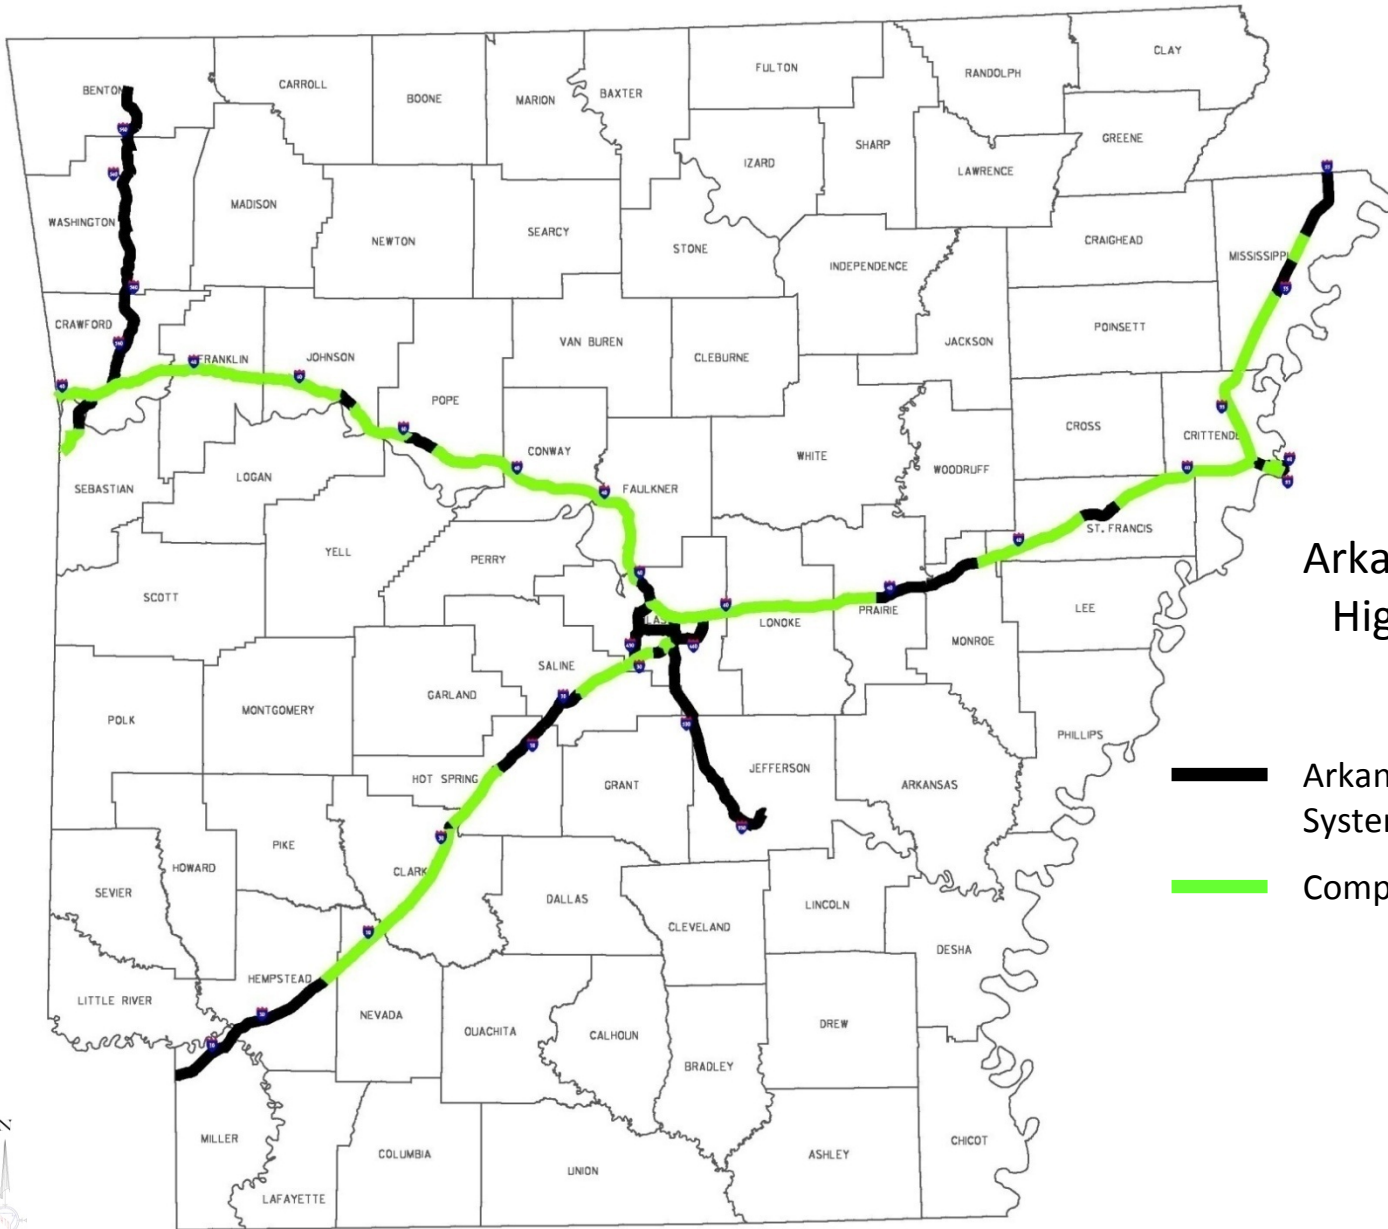 CLAY
FULTON
RANDOLPH
CARROLL
BENTON
BOONE
MARION
BAXTER
GREENE
SHARP
IZARD
LAWRENCE
MADISON
WASHINGTON
NEWTON
SEARCY
STONE
CRAIGHEAD
INDEPENDENCE
MISSISSIPPI
CRAWFORD
POINSETT
VAN BUREN
JACKSON
FRANKLIN
JOHNSON
CLEBURNE
POPE
CROSS
CRITTENDE
CONWAY
WHITE
WOODRUFF
LOGAN
SEBASTIAN
FAULKNER
ST. FRANCIS
YELL
PERRY
Arka
Hig
SCOTT
PRAIRIE
LEE
LONOKE
MONROE
SALINE
GARLAND
POLK
MONTGOMERY
PHILLIPS
JEFFERSON
HOT SPRING
GRANT
ARKANSAS
Arkan
System
PIKE
HOWARD
CLARK
SEVIER
DALLAS
Comp
LINCOLN
CLEVELAND
DESHA
HEMPSTEAD
LITTLE RIVER
NEVADA
OUACHITA
DREW
CALHOUN
BRADLEY
N
MILLER
CHICOT
COLUMBIA
ASHLEY
UNION
LAFAYETTE